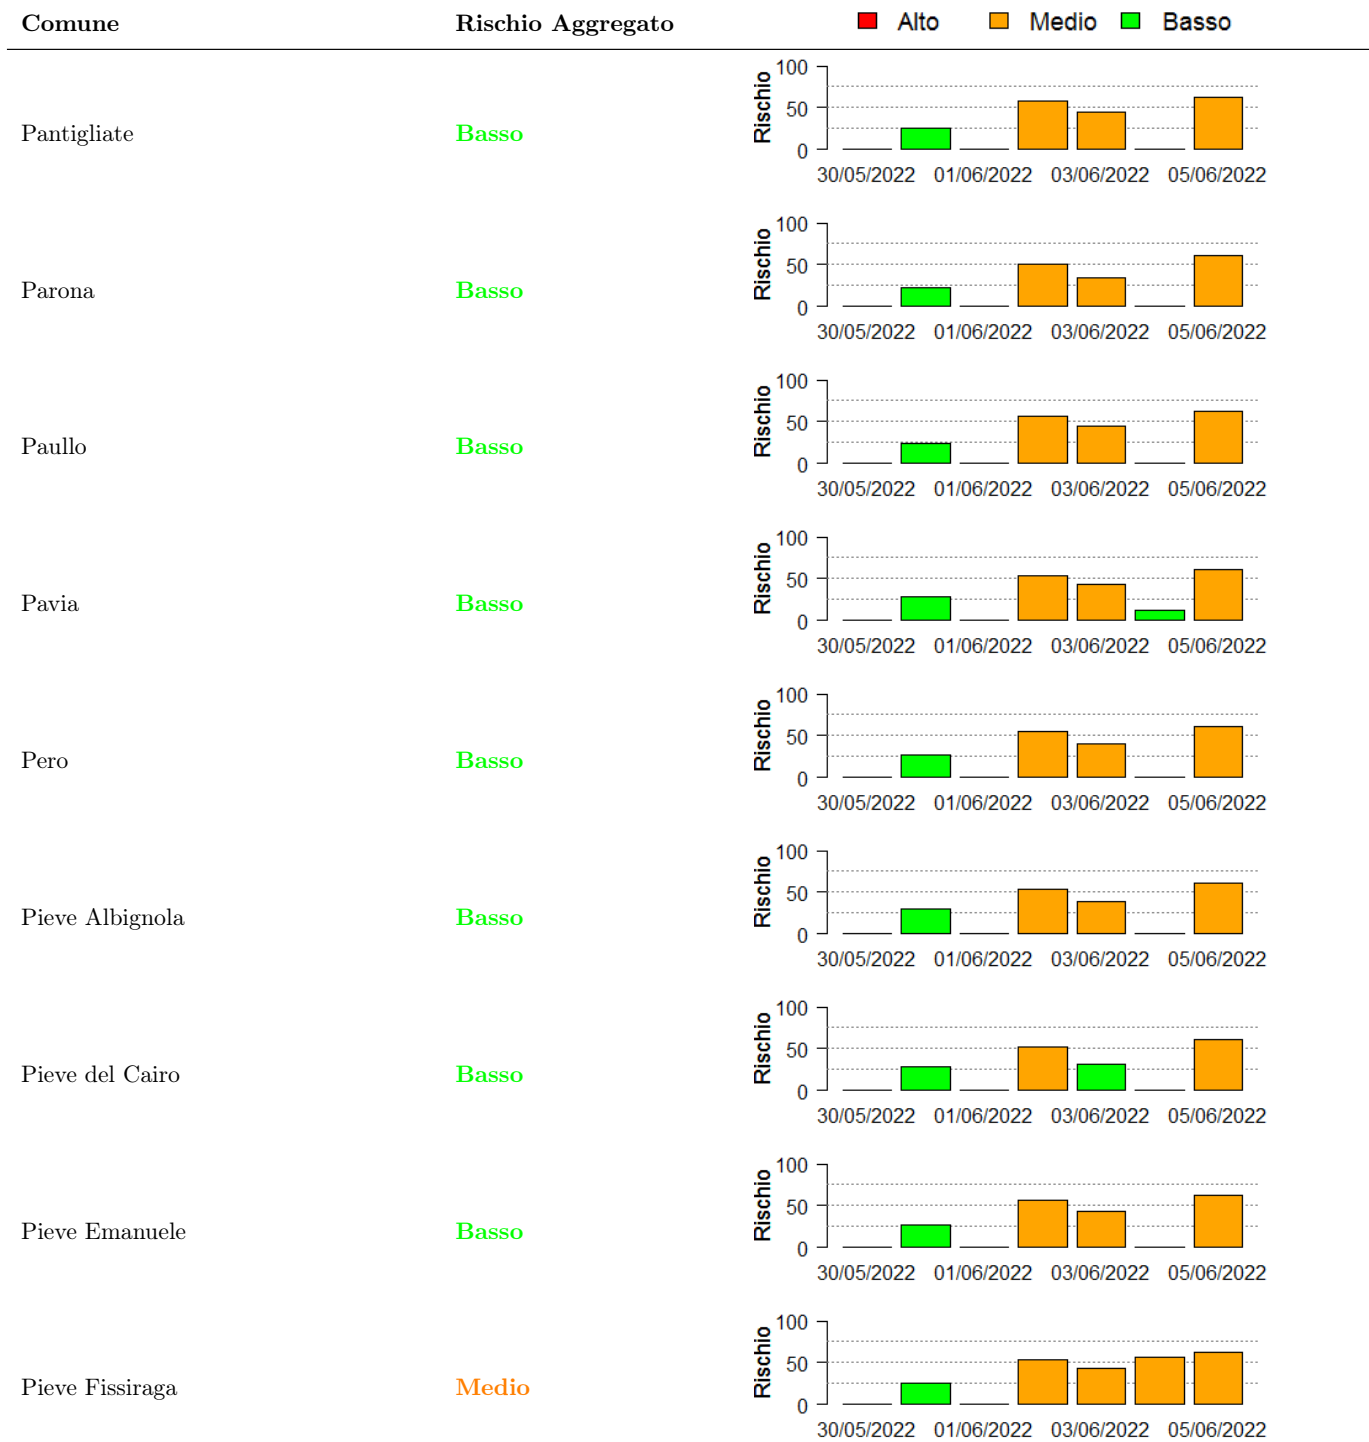 Comune Rischio Aggregato Alto Medio Basso
100
50
0
Rischio
Pantigliate Basso
30/05/2022 01/06/2022 03/06/2022 05/06/2022
100
50
0
Rischio
Parona Basso
30/05/2022 01/06/2022 03/06/2022 05/06/2022
100
50
0
Rischio
Paullo Basso
30/05/2022 01/06/2022 03/06/2022 05/06/2022
100
50
0
Rischio
Pavia Basso
30/05/2022 01/06/2022 03/06/2022 05/06/2022
100
50
0
Rischio
Pero Basso
30/05/2022 01/06/2022 03/06/2022 05/06/2022
100
50
0
Rischio
Pieve Albignola Basso
30/05/2022 01/06/2022 03/06/2022 05/06/2022
100
50
0
Rischio
Pieve del Cairo Basso
30/05/2022 01/06/2022 03/06/2022 05/06/2022
100
50
0
Rischio
Pieve Emanuele Basso
30/05/2022 01/06/2022 03/06/2022 05/06/2022
100
50
0
Rischio
Pieve Fissiraga Medio
30/05/2022 01/06/2022 03/06/2022 05/06/2022